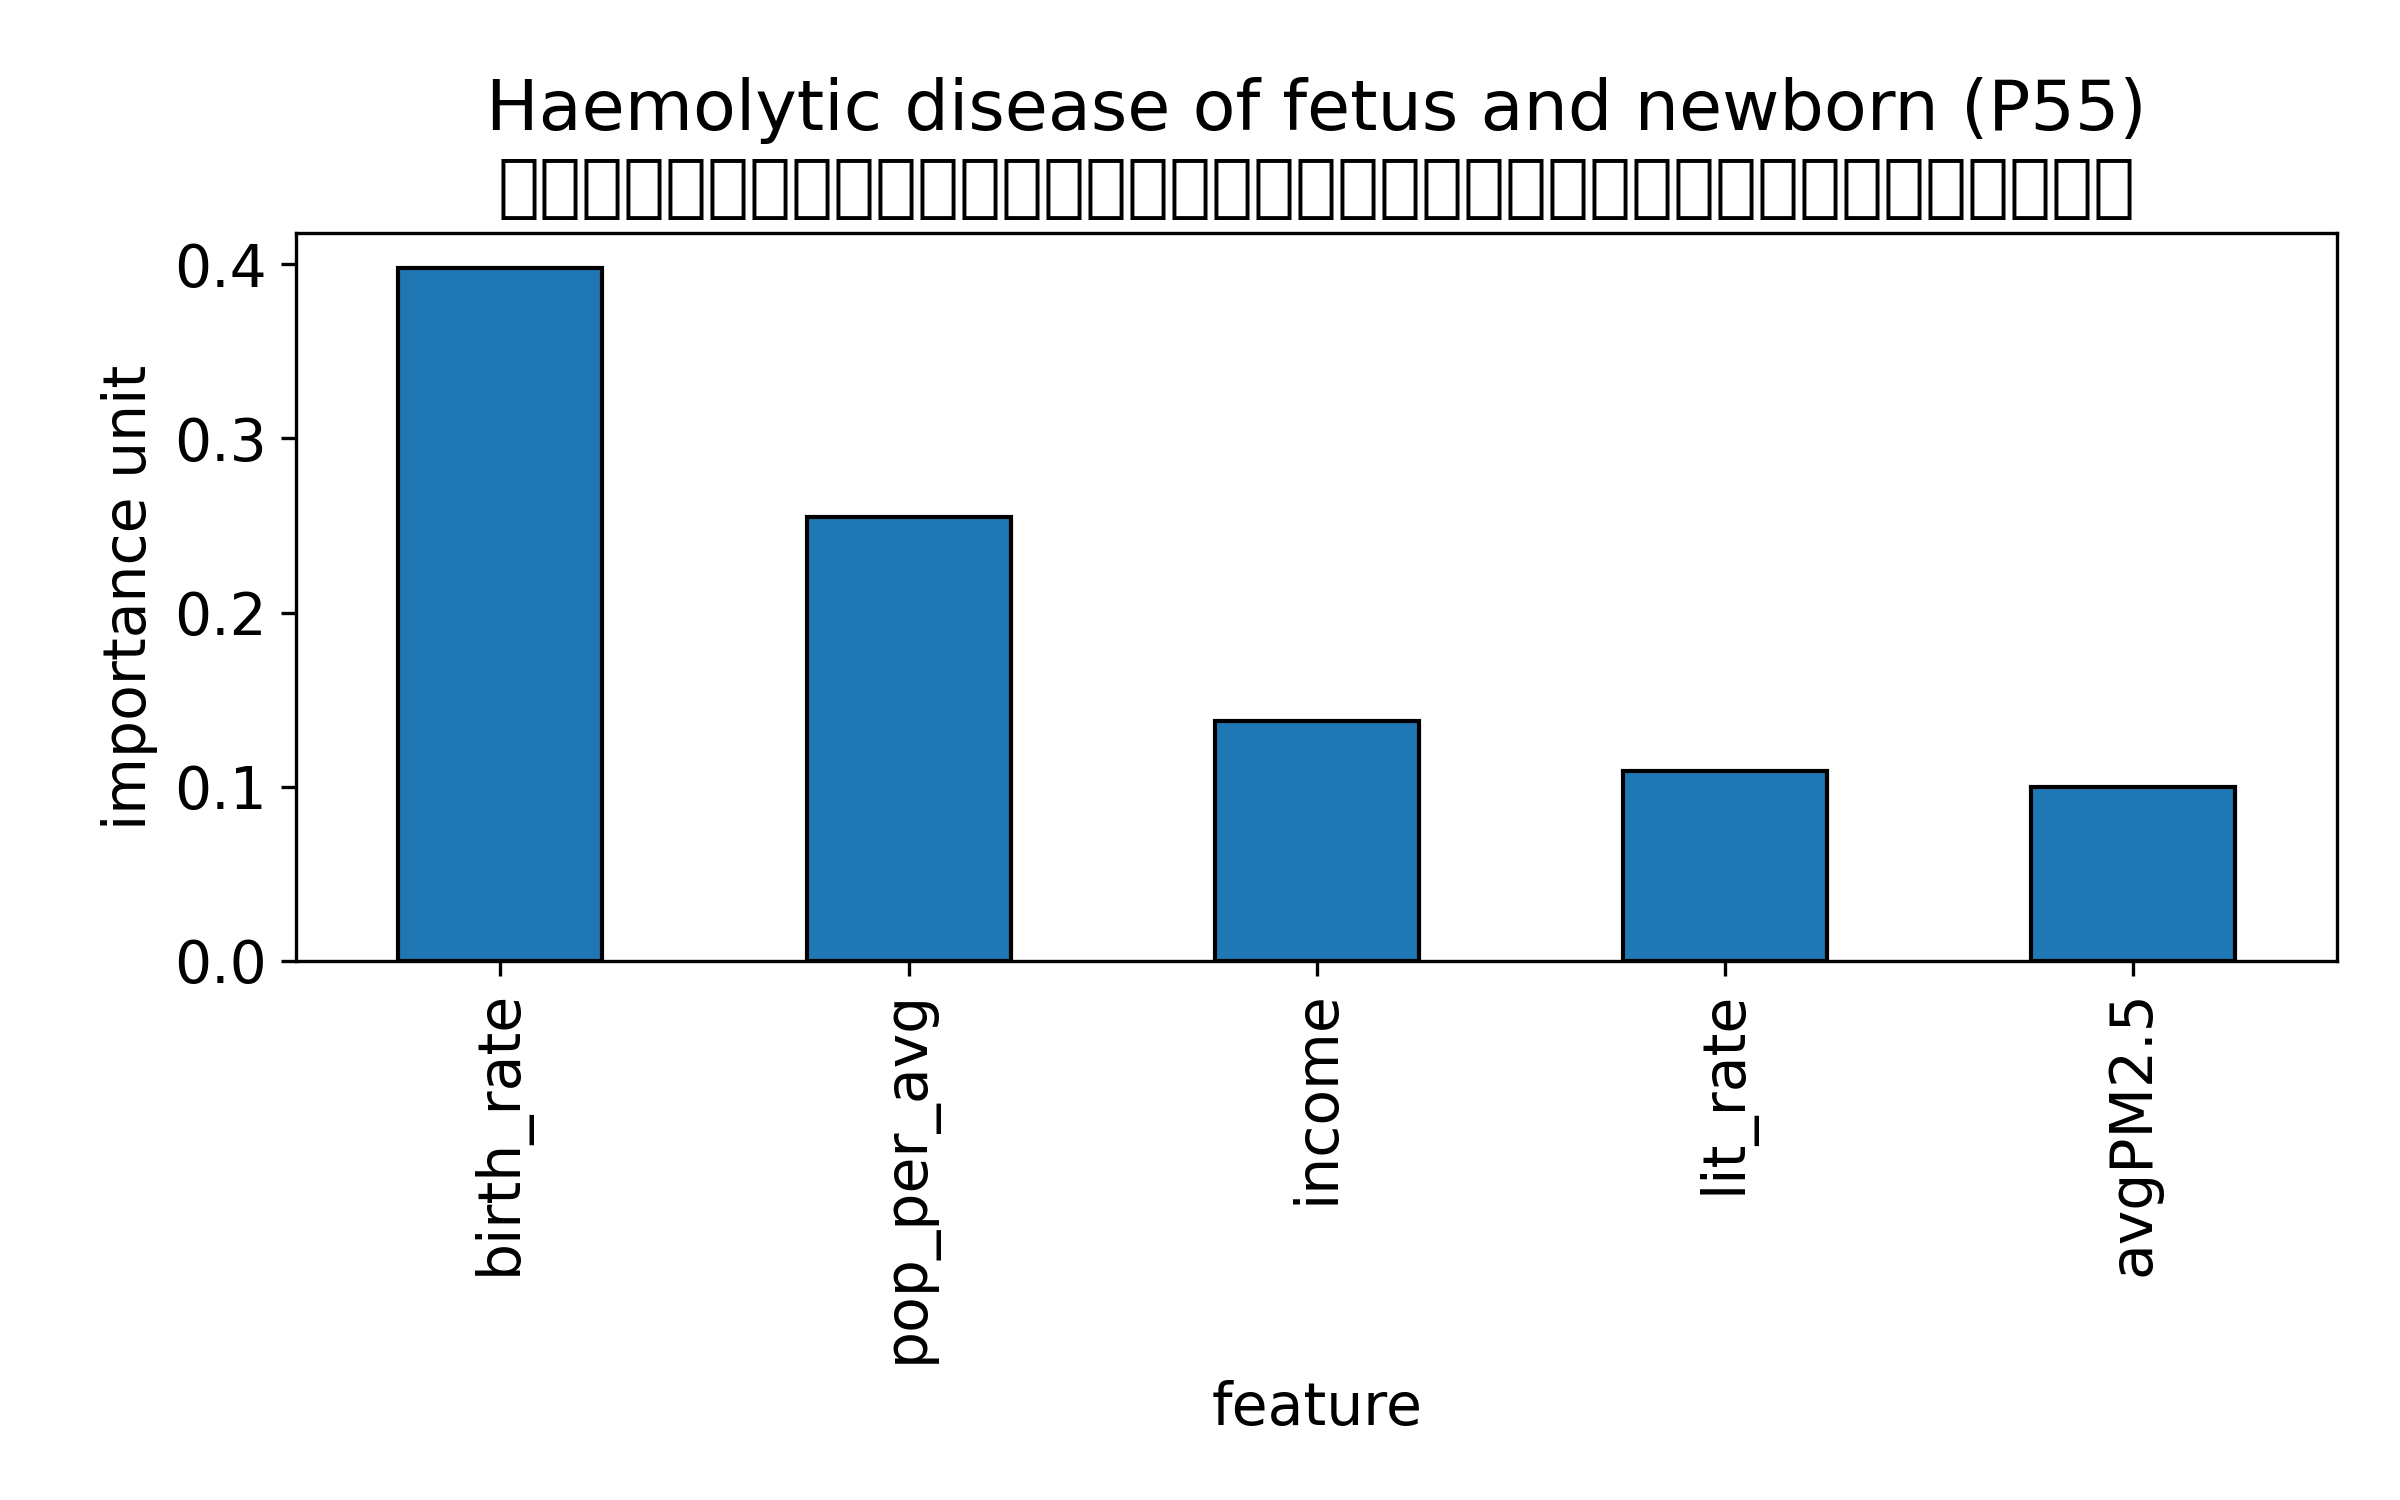 Haemolytic disease of fetus and newborn (P55)
importance unit
0.4
0.3
0.2
0.1
0.0
birth_rate
pop_per_avg
income
lit_rate
avgPM2.5
feature